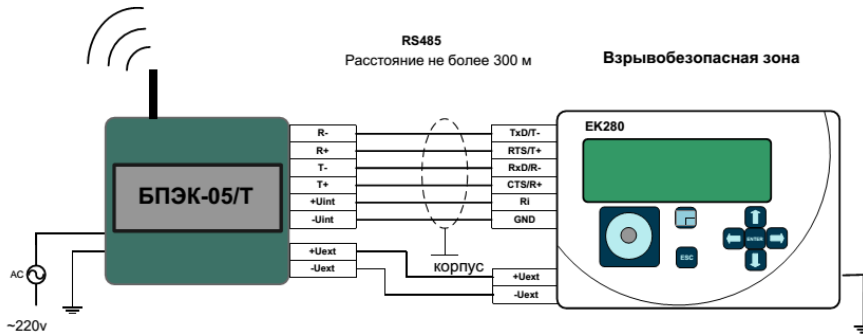 RS485
Расстояние не более 300 м
Взрывобезопасная зона
БПЭК-05/Т
R-
R+
T-
T+
+Uint
-Uint
+Uext
-Uext
TxD/T-
RTS/T+
RxD/R-
CTS/R+
Ri
GND
корпус
+Uext
-Uext
EK280
ENTER
ESC
AC
~220v